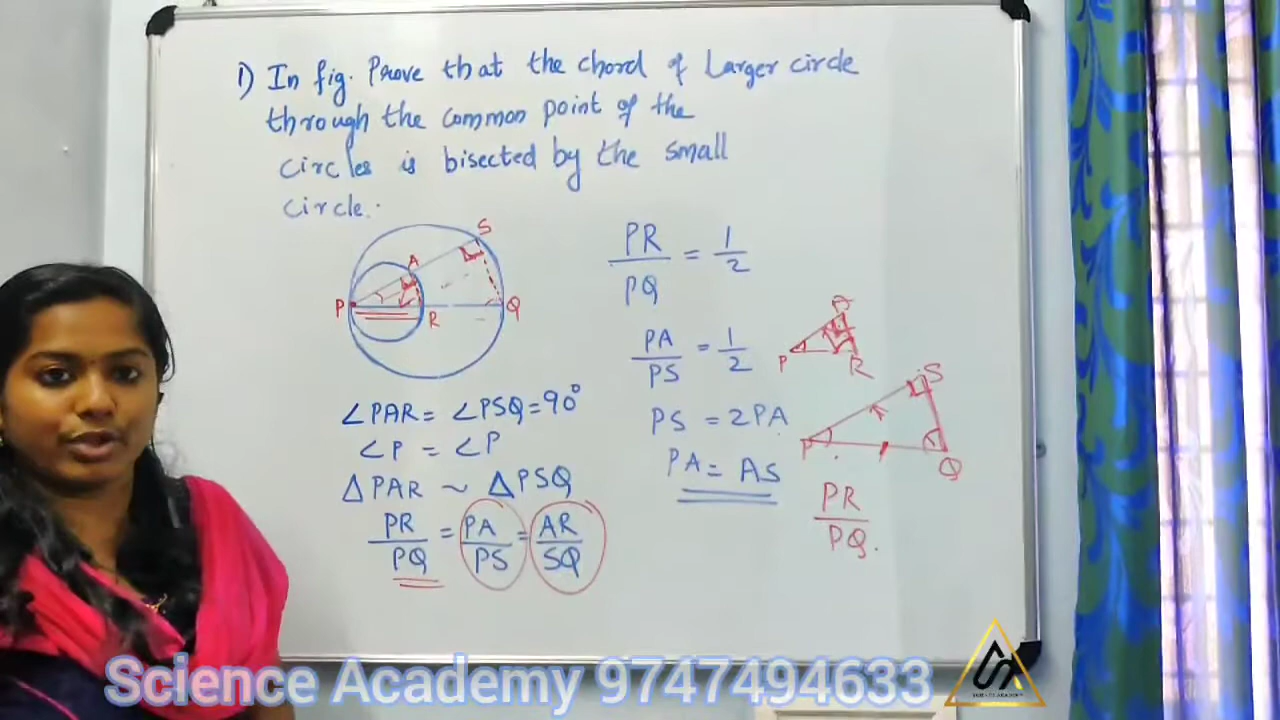 1) In fig. Prove that the chord of Larger circle
through the common point of the
circles is bisected by the small
circle.
P A S R Q
∠PAR = ∠PSQ = 90°
∠P = ∠P
△PAR ~ △PSQ
PR/PQ = PA/PS = AR/SQ
PR/PQ = 1/2
PA/PS = 1/2
PS = 2PA
PA = AS
P A R
P S Q
PR/PQ.
Science Academy 9747494633